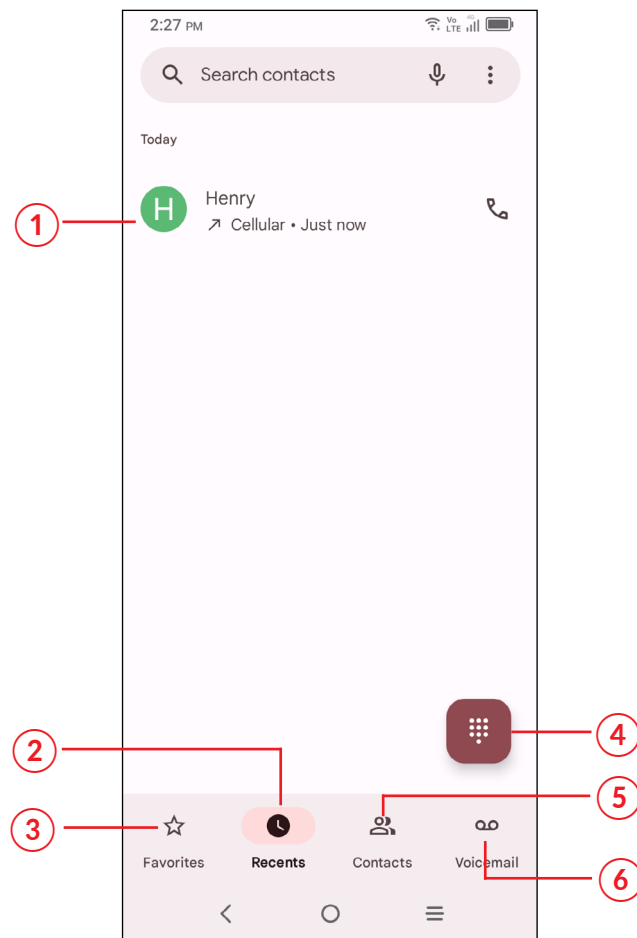 2:27 PM Vo LTE 4G
Search contacts
Today
H Henry
1 Cellular • Just now
4
2
5
3
Favorites Recents Contacts Voicemail
6